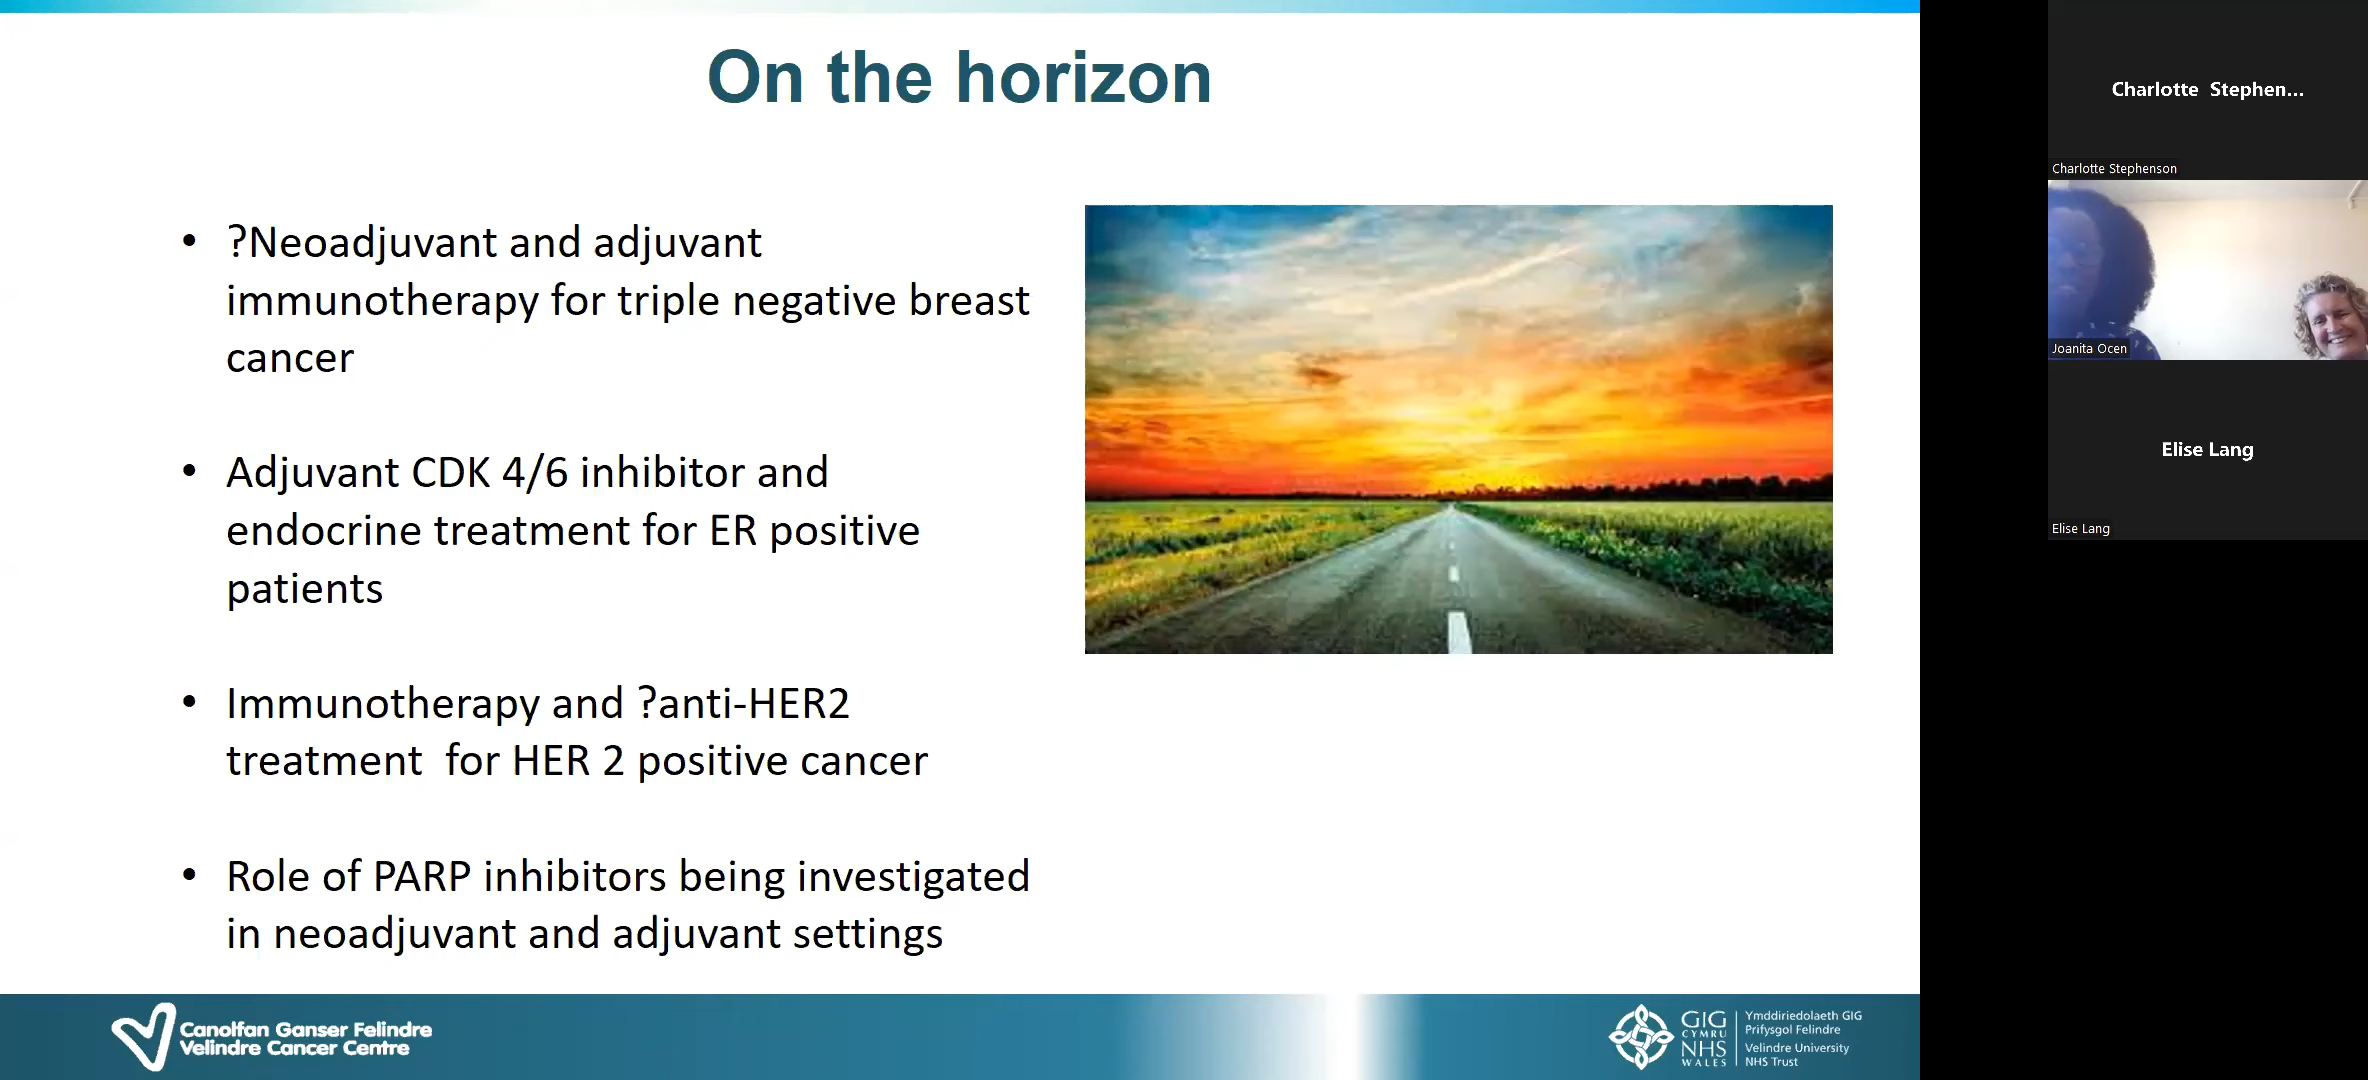 On the horizon
• ?Neoadjuvant and adjuvant
immunotherapy for triple negative breast
cancer
• Adjuvant CDK 4/6 inhibitor and
endocrine treatment for ER positive
patients
• Immunotherapy and ?anti-HER2
treatment  for HER 2 positive cancer
• Role of PARP inhibitors being investigated
in neoadjuvant and adjuvant settings
Canolfan Ganser Felindre
Velindre Cancer Centre
GIG
CYMRU
NHS
WALES
Ymddiriedolaeth GIG
Prifysgol Felindre
Velindre University
NHS Trust
Charlotte  Stephen...
Charlotte Stephenson
Joanita Ocen
Elise Lang
Elise Lang